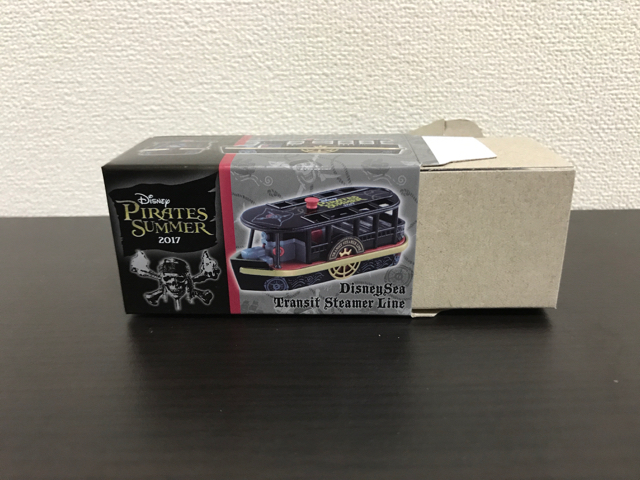 Disney
PIRATES
SUMMER
2017
DisneySea
Transit Steamer Line